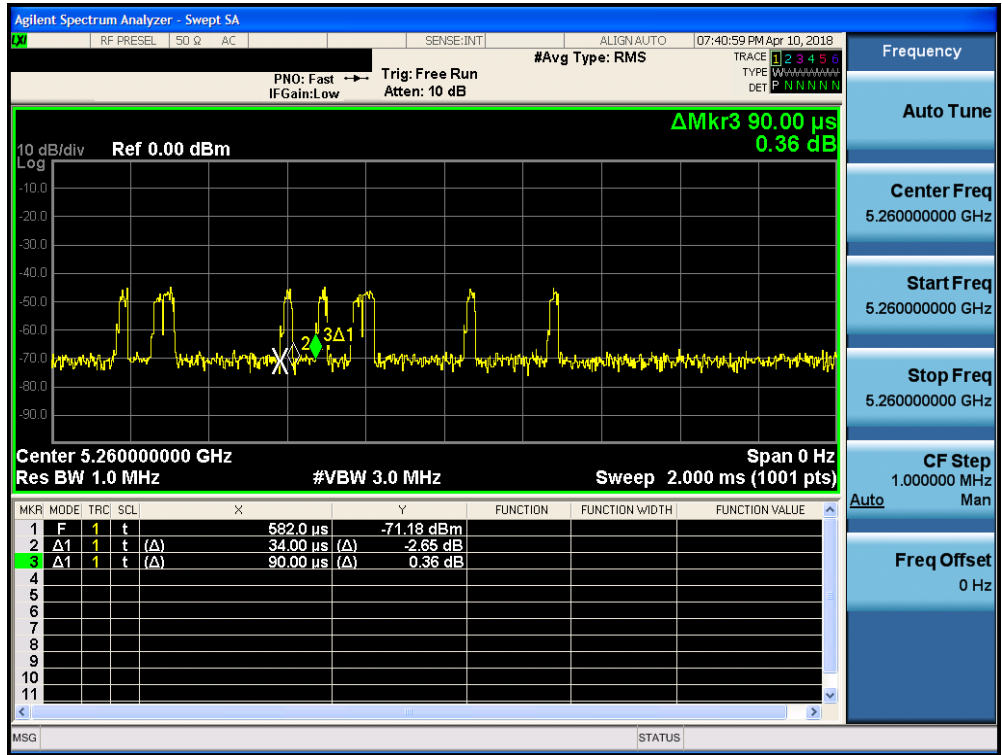 Agilent Spectrum Analyzer - Swept SA
LXI RF PRESEL 50 Ω AC SENSE:INT ALIGN AUTO 07:40:59 PM Apr 10, 2018
Frequency
#Avg Type: RMS
TRACE 1 2 3 4 5 6
PNO: Fast Trig: Free Run
TYPE
IFGain:Low Atten: 10 dB
DET P N N N N N
Auto Tune
ΔMkr3 90.00 µs
0.36 dB
10 dB/div Ref 0.00 dBm
Log
-10.0
-20.0
-30.0
-40.0
-50.0
-60.0
-70.0
-80.0
-90.0
2 3Δ1
X
Center Freq
5.260000000 GHz
Start Freq
5.260000000 GHz
Stop Freq
5.260000000 GHz
Center 5.260000000 GHz Span 0 Hz
Res BW 1.0 MHz #VBW 3.0 MHz Sweep 2.000 ms (1001 pts)
CF Step
1.000000 MHz
Auto Man
Freq Offset
0 Hz
MKR MODE TRC SCL X Y FUNCTION FUNCTION WIDTH FUNCTION VALUE
1 F 1 t 582.0 µs -71.18 dBm
2 Δ1 1 t (Δ) 34.00 µs (Δ) -2.65 dB
3 Δ1 1 t (Δ) 90.00 µs (Δ) 0.36 dB
4
5
6
7
8
9
10
11
MSG STATUS